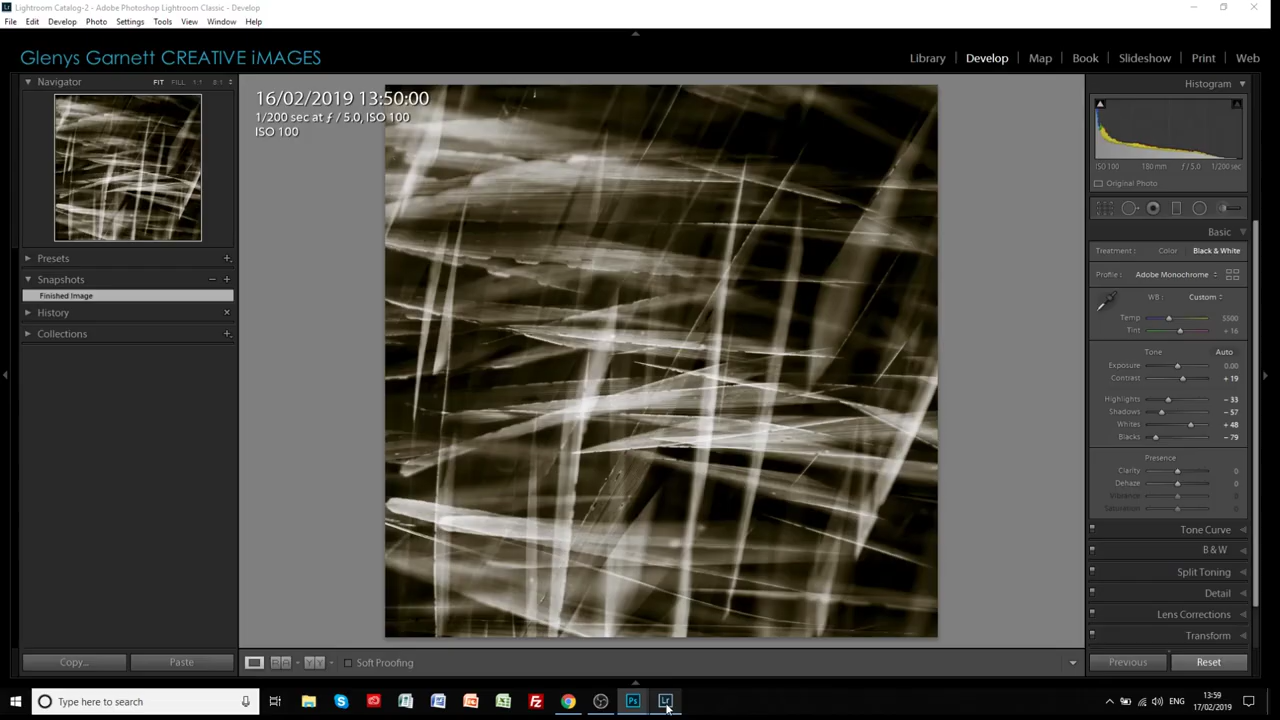 Lightroom Catalog-2 - Adobe Photoshop Lightroom Classic - Develop
File Edit Develop Photo Settings Tools View Window Help
Glenys Garnett CREATIVE iMAGES
Library Develop Map Book Slideshow Print Web
Navigator FIT FILL 1:1
Histogram
16/02/2019 13:50:00
1/200 sec at ƒ / 5.0, ISO 100
ISO 100
ISO 100 180 mm ƒ / 5.0 1/200 sec
Original Photo
Basic
Treatment: Color Black & White
Profile: Adobe Monochrome
WB: Custom
Temp 5300
Tint + 16
Tone Auto
Exposure 0.00
Contrast + 19
Highlights − 33
Shadows − 57
Whites + 48
Blacks − 79
Presence
Clarity 0
Dehaze 0
Vibrance 0
Saturation 0
Tone Curve
B & W
Split Toning
Detail
Lens Corrections
Transform
Presets
Snapshots
Finished Image
History
Collections
Copy... Paste
Soft Proofing
Previous Reset
Type here to search
Ps Lr
ENG
13:59
17/02/2019